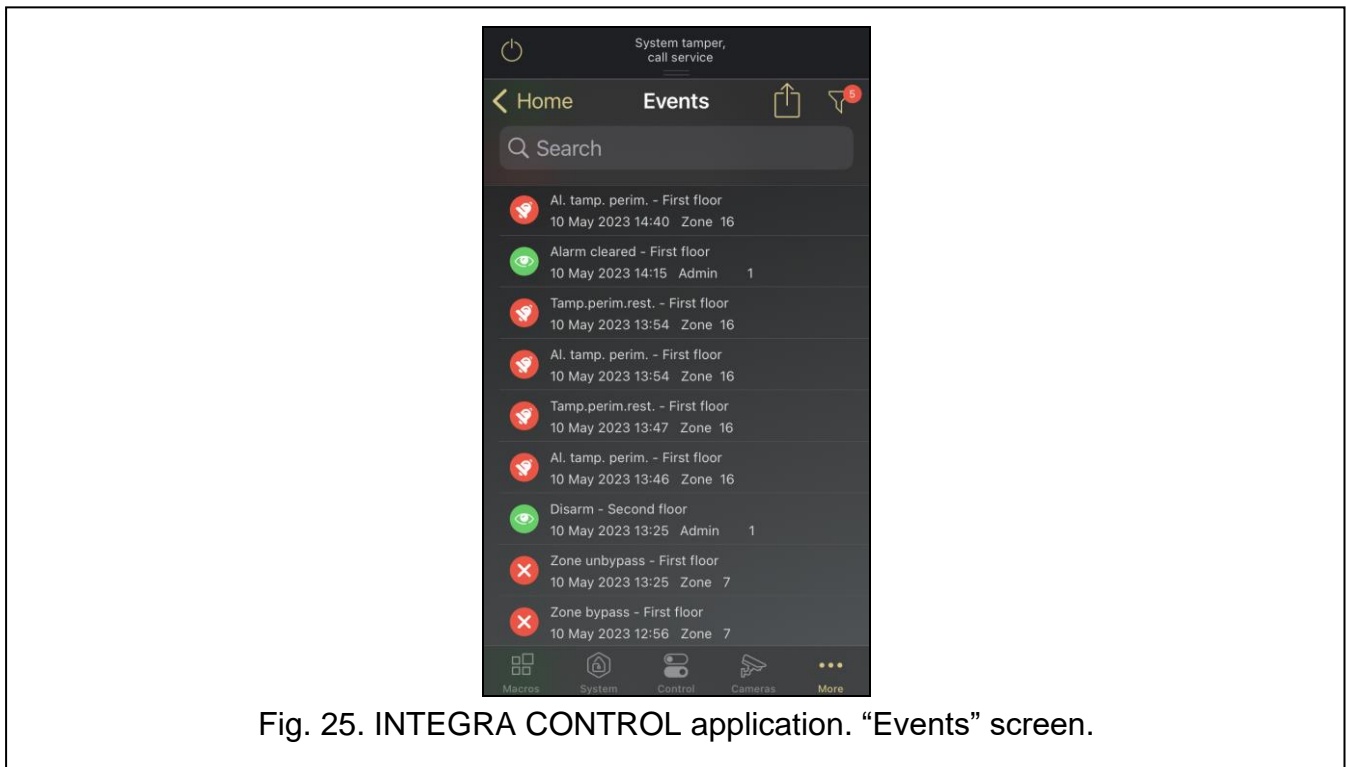 System tamper,
call service
Home Events 5
Search
Al. tamp. perim. - First floor
10 May 2023 14:40 Zone 16
Alarm cleared - First floor
10 May 2023 14:15 Admin 1
Tamp.perim.rest. - First floor
10 May 2023 13:54 Zone 16
Al. tamp. perim. - First floor
10 May 2023 13:54 Zone 16
Tamp.perim.rest. - First floor
10 May 2023 13:47 Zone 16
Al. tamp. perim. - First floor
10 May 2023 13:46 Zone 16
Disarm - Second floor
10 May 2023 13:25 Admin 1
Zone unbypass - First floor
10 May 2023 13:25 Zone 7
Zone bypass - First floor
10 May 2023 12:56 Zone 7
Macros System Control Cameras More
Fig. 25. INTEGRA CONTROL application. “Events” screen.